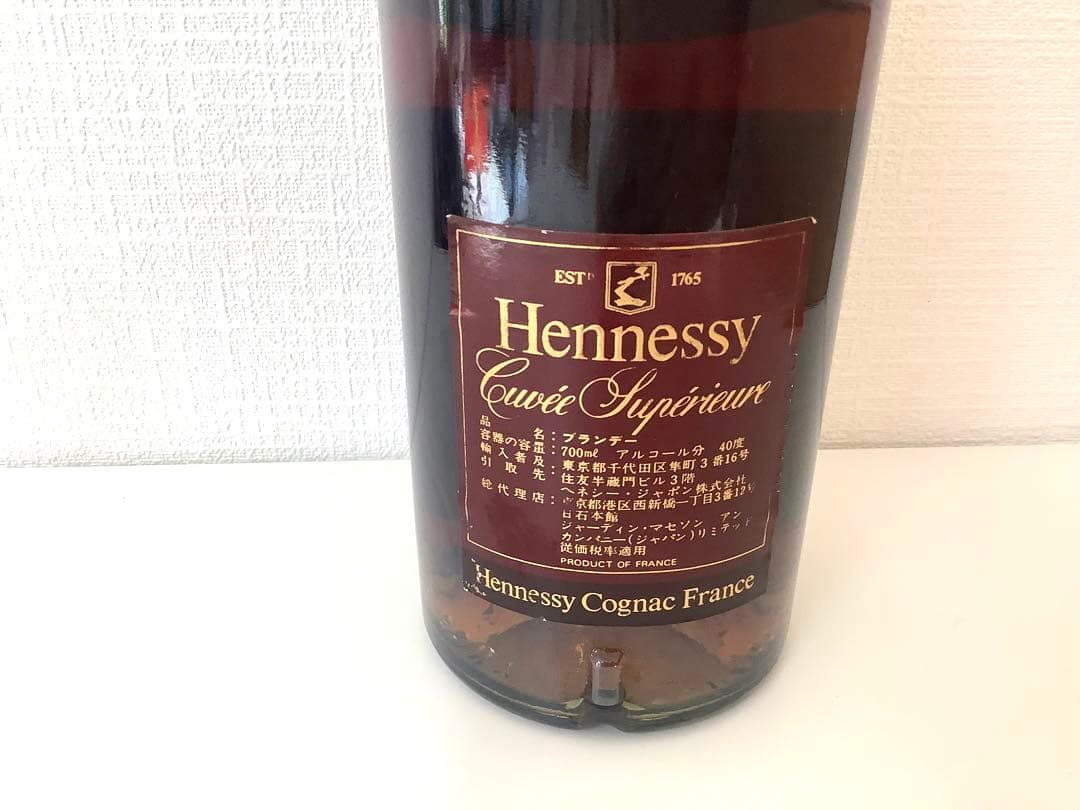 ESTD 1765
Hennessy
Cuvée Supérieure
品名：ブランデー
容器の容量：700mℓ アルコール分 40度
輸入者及 引取先：東京都千代田区隼町3番16号
住友半蔵門ビル3階
ヘネシー・ジャポン株式会社
総代理店：東京都港区西新橋一丁目3番12号
日石本館
ジャーディン・マセソン アン
カンパニー(ジャパン)リミテッド
従価税率適用
PRODUCT OF FRANCE
Hennessy Cognac France